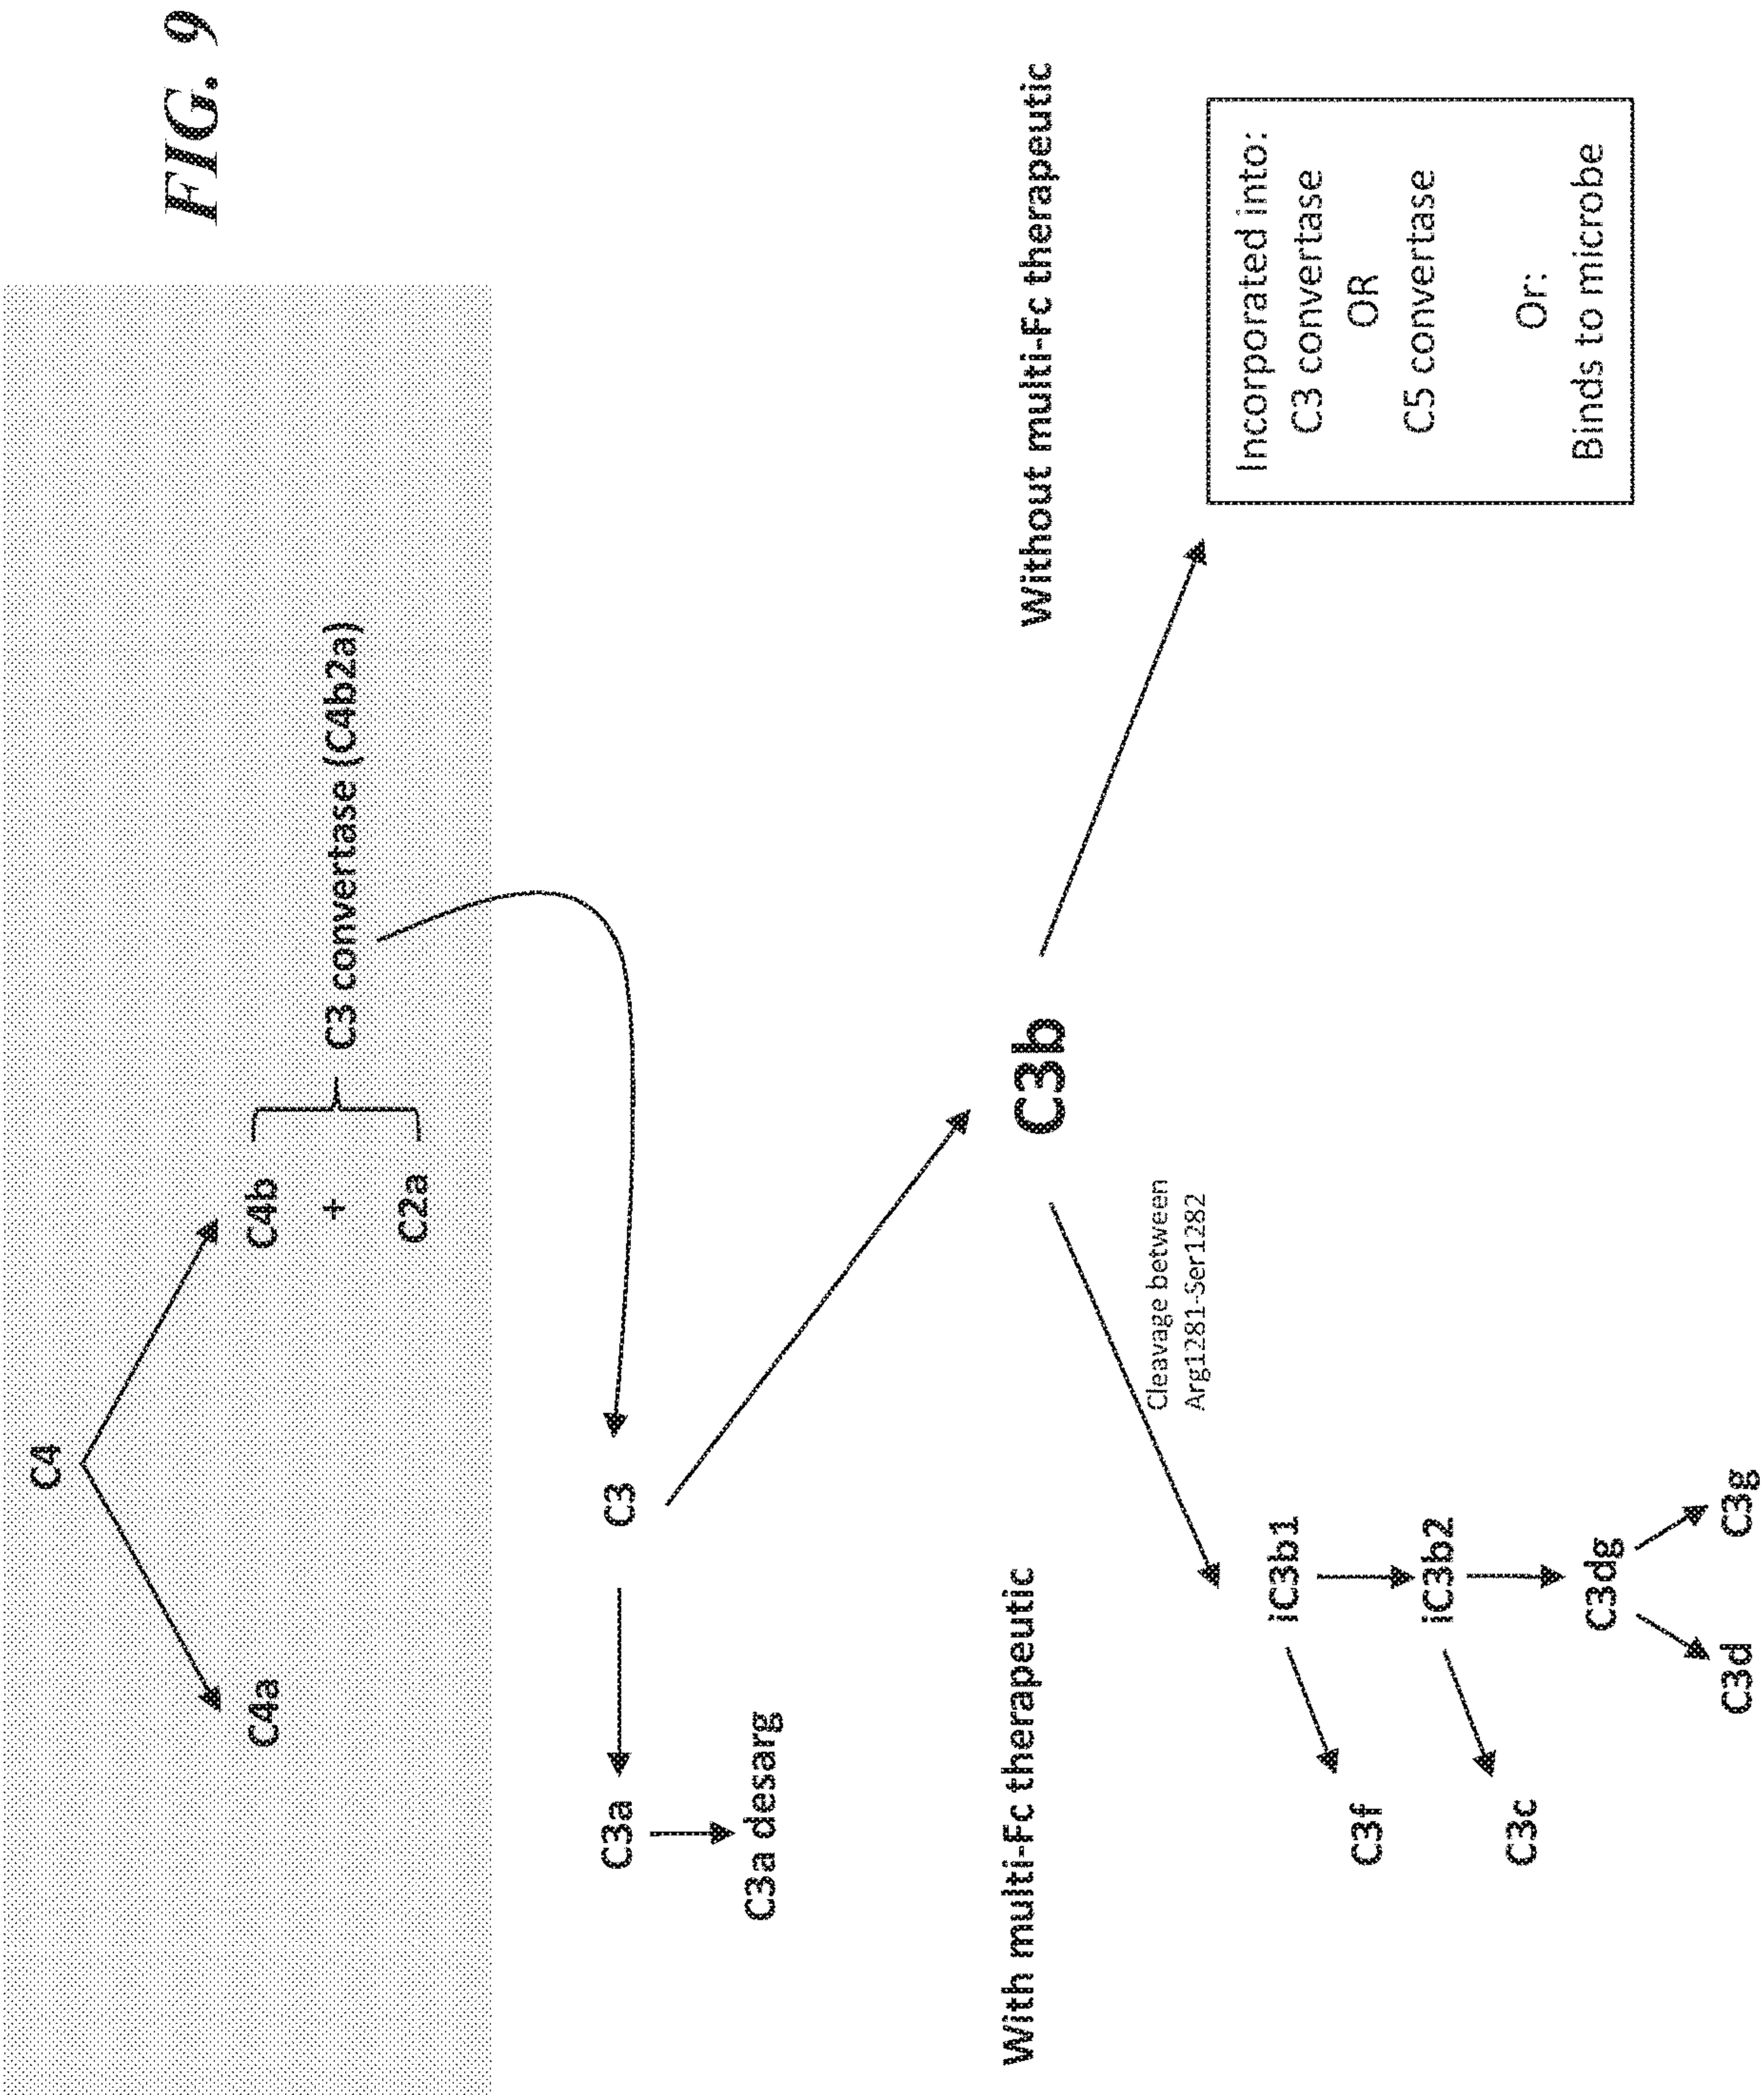 FIG. 9
C4
C4a
C4b
+
C2a
C3 convertase (C4b2a)
C3
C3a
C3a desarg
C3b
With multi-Fc therapeutic
Without multi-Fc therapeutic
Cleavage between
Arg1281-Ser1282
iC3b1
C3f
iC3b2
C3c
C3dg
C3d
C3g
Incorporated into:
C3 convertase
OR
C5 convertase
Or:
Binds to microbe